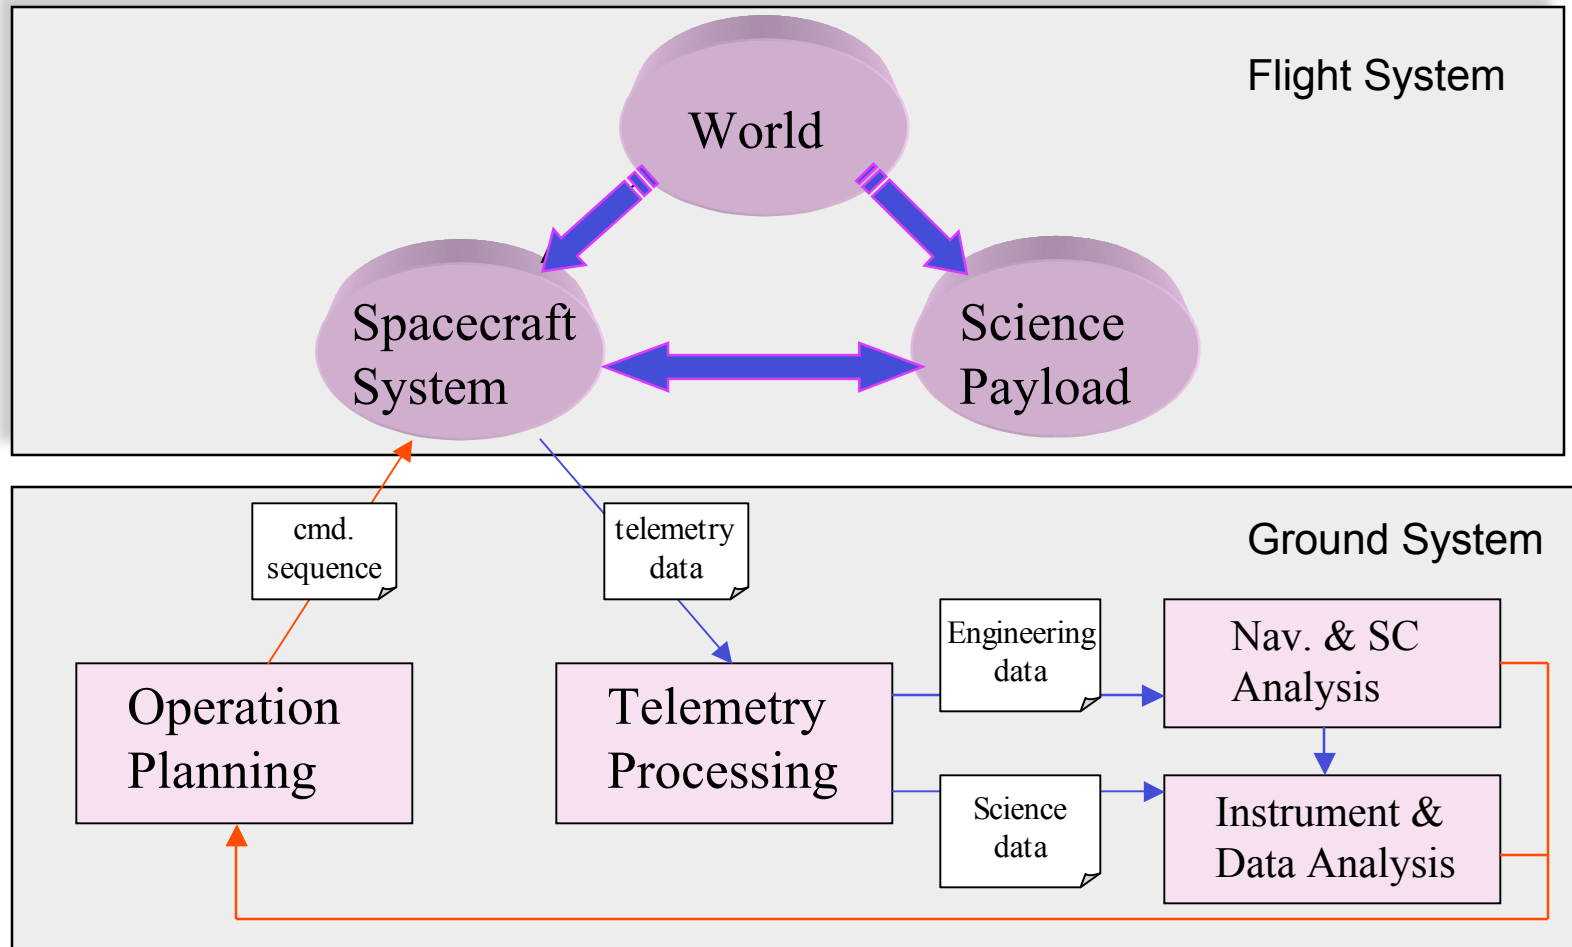 Flight System
World
Spacecraft
System
Science
Payload
Ground System
cmd.
sequence
telemetry
data
Operation
Planning
Telemetry
Processing
Engineering
data
Science
data
Nav. & SC
Analysis
Instrument &
Data Analysis